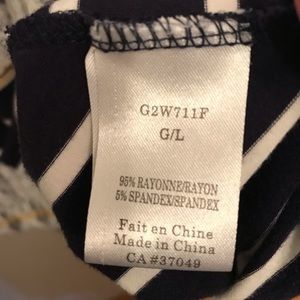 G2W711F
G/L
95% RAYONNE/RAYON
5% SPANDEX/SPANDEX
Fait en Chine
Made in China
CA #37049